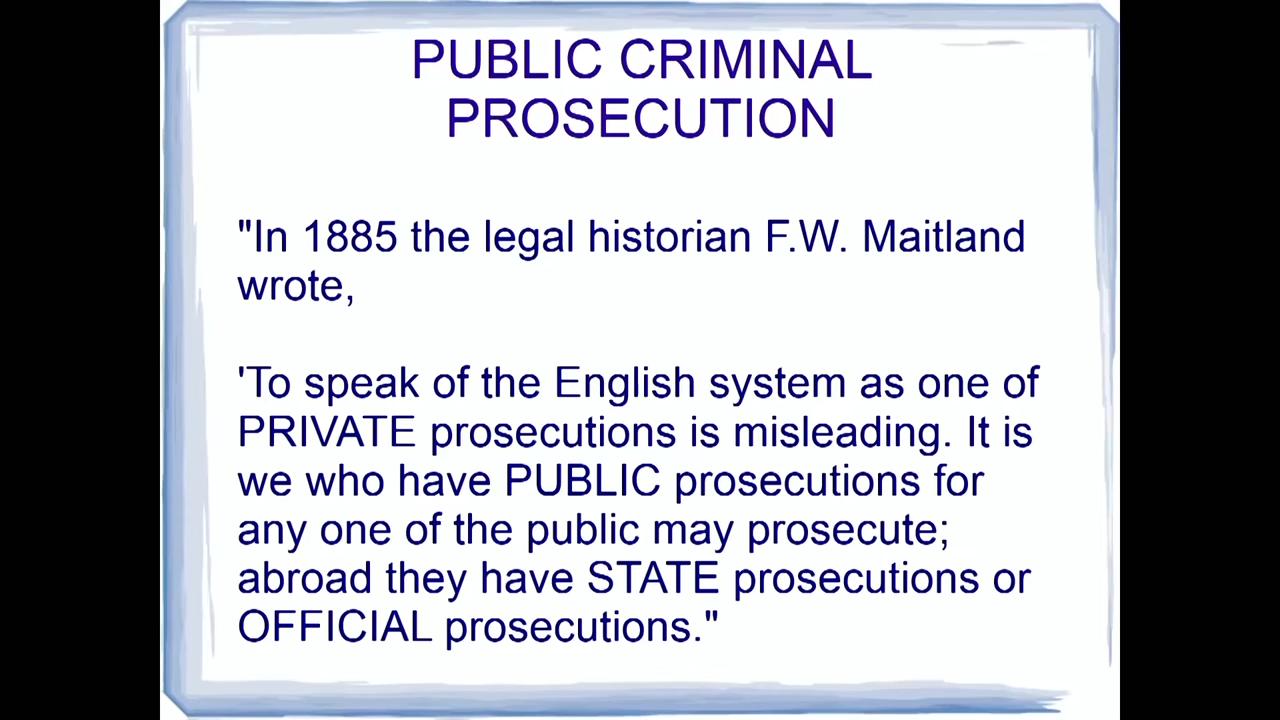 PUBLIC CRIMINAL
PROSECUTION
"In 1885 the legal historian F.W. Maitland
wrote,
'To speak of the English system as one of
PRIVATE prosecutions is misleading. It is
we who have PUBLIC prosecutions for
any one of the public may prosecute;
abroad they have STATE prosecutions or
OFFICIAL prosecutions."